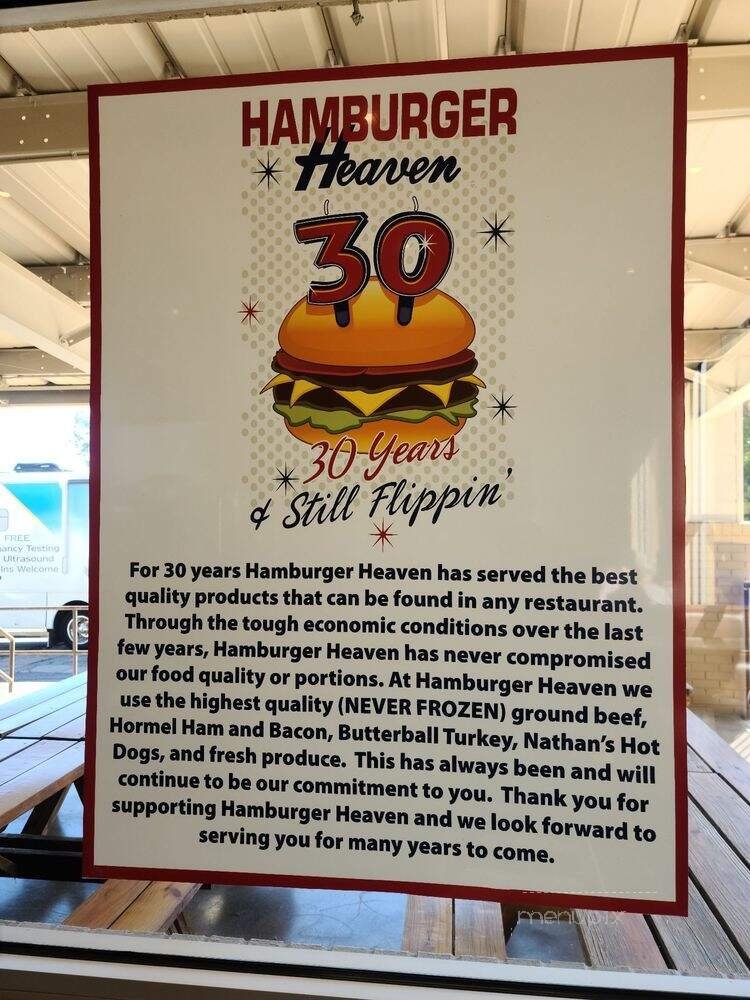 HAMBURGER
Heaven
30
30 Years
& Still Flippin'
For 30 years Hamburger Heaven has served the best
quality products that can be found in any restaurant.
Through the tough economic conditions over the last
few years, Hamburger Heaven has never compromised
our food quality or portions. At Hamburger Heaven we
use the highest quality (NEVER FROZEN) ground beef,
Hormel Ham and Bacon, Butterball Turkey, Nathan's Hot
Dogs, and fresh produce. This has always been and will
continue to be our commitment to you. Thank you for
supporting Hamburger Heaven and we look forward to
serving you for many years to come.
FREE
Testing
Ultrasound
Ins Welcome
menupix